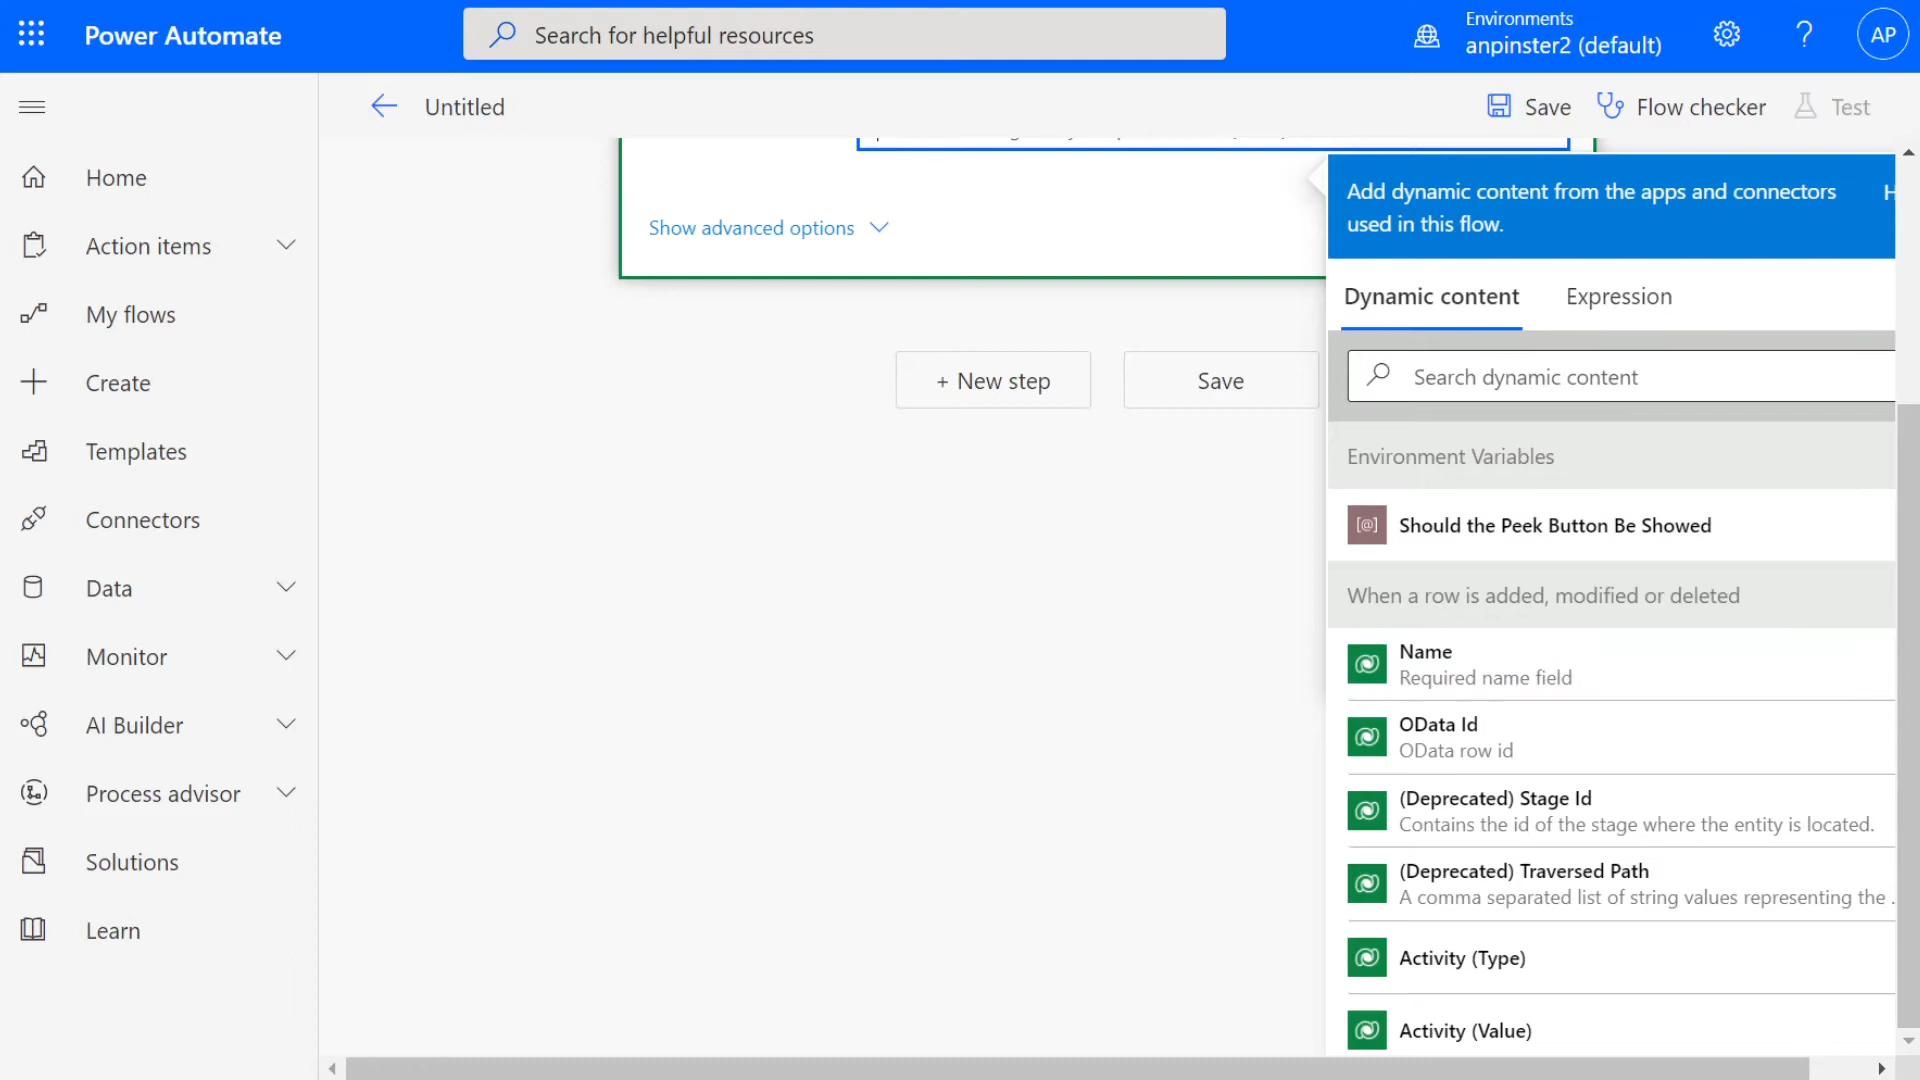 Power Automate
Search for helpful resources
Environments
anpinster2 (default)
AP
Untitled
Save
Flow checker
Test
Home
Action items
My flows
Create
Templates
Connectors
Data
Monitor
AI Builder
Process advisor
Solutions
Learn
Show advanced options
+ New step
Save
Add dynamic content from the apps and connectors
used in this flow.
H
Dynamic content
Expression
Search dynamic content
Environment Variables
[@] Should the Peek Button Be Showed
When a row is added, modified or deleted
Name
Required name field
OData Id
OData row id
(Deprecated) Stage Id
Contains the id of the stage where the entity is located.
(Deprecated) Traversed Path
A comma separated list of string values representing the .
Activity (Type)
Activity (Value)